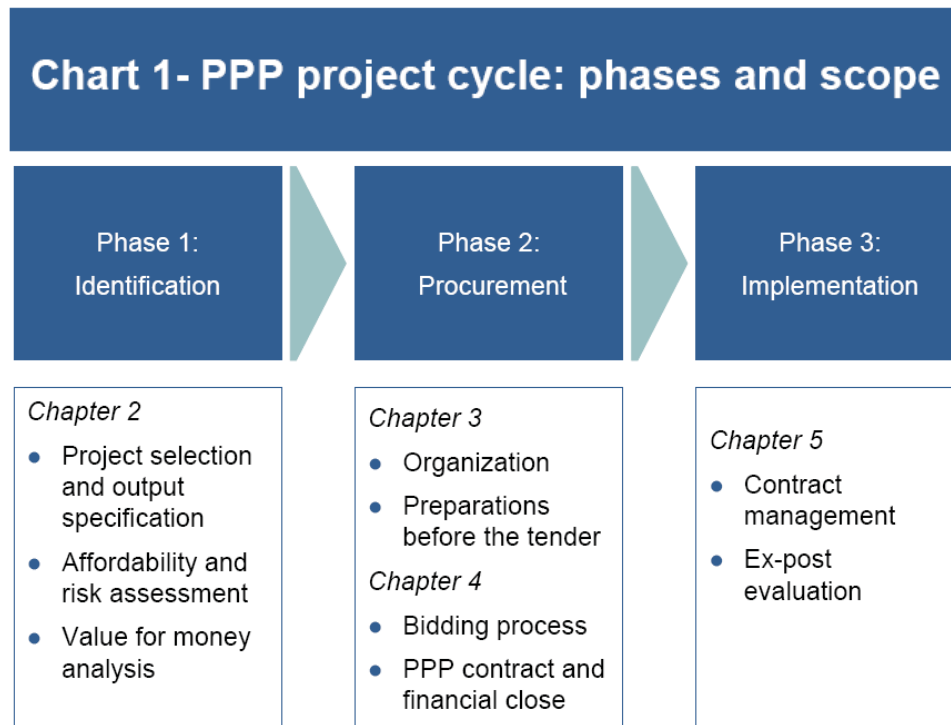 Chart 1- PPP project cycle: phases and scope
Phase 1:
Identification
Phase 2:
Procurement
Phase 3:
Implementation
Chapter 2
● Project selection
and output
specification
● Affordability and
risk assessment
● Value for money
analysis
Chapter 3
● Organization
● Preparations
before the tender
Chapter 4
● Bidding process
● PPP contract and
financial close
Chapter 5
● Contract
management
● Ex-post
evaluation